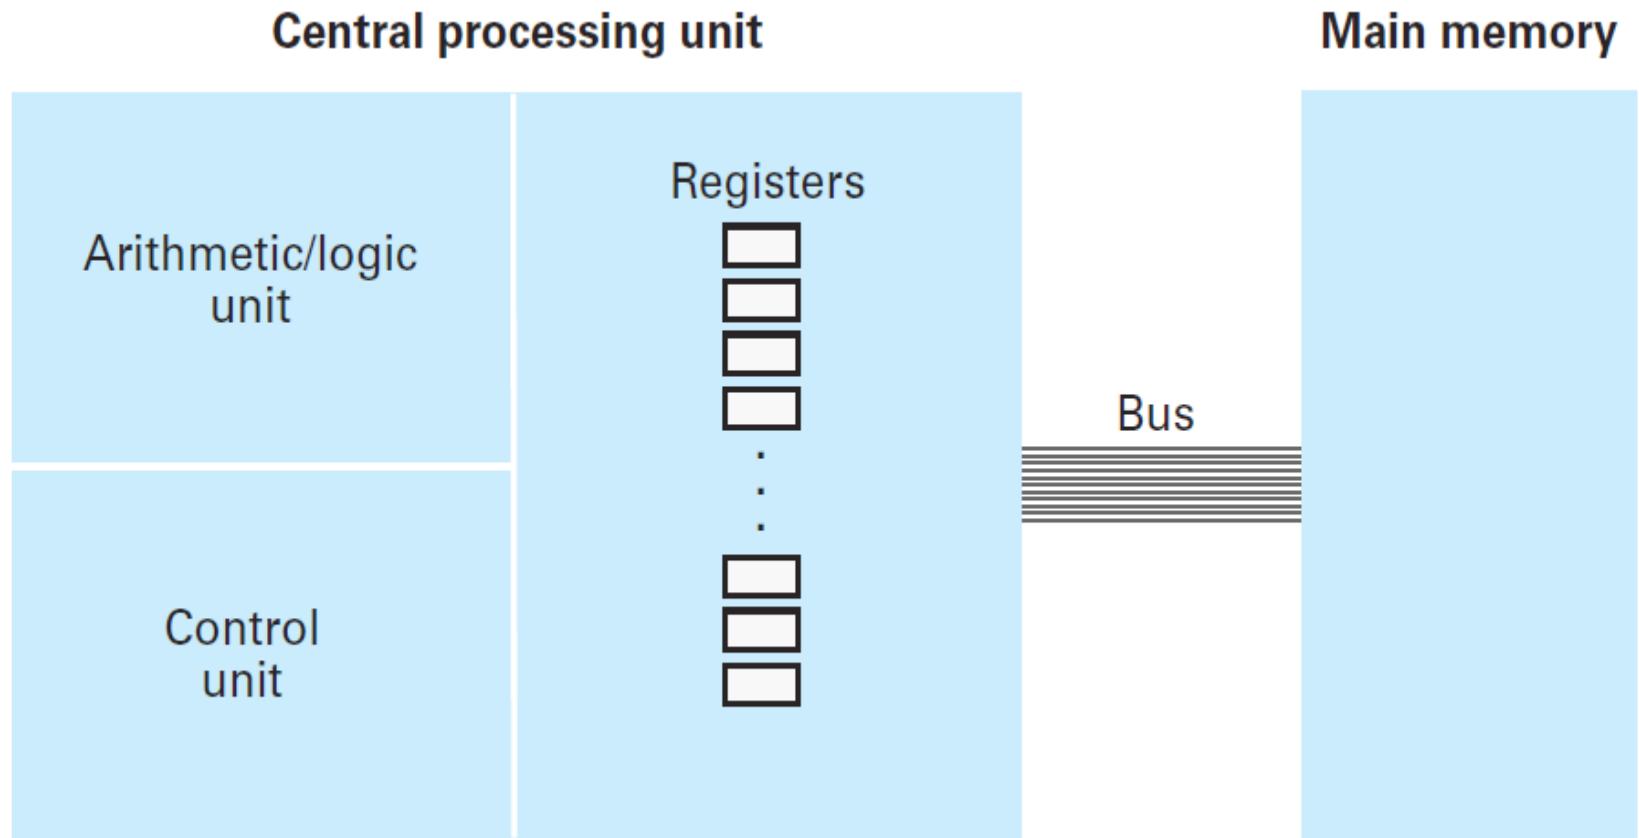 Central processing unit
Main memory
Registers
Arithmetic/logic
unit
Bus
Control
unit